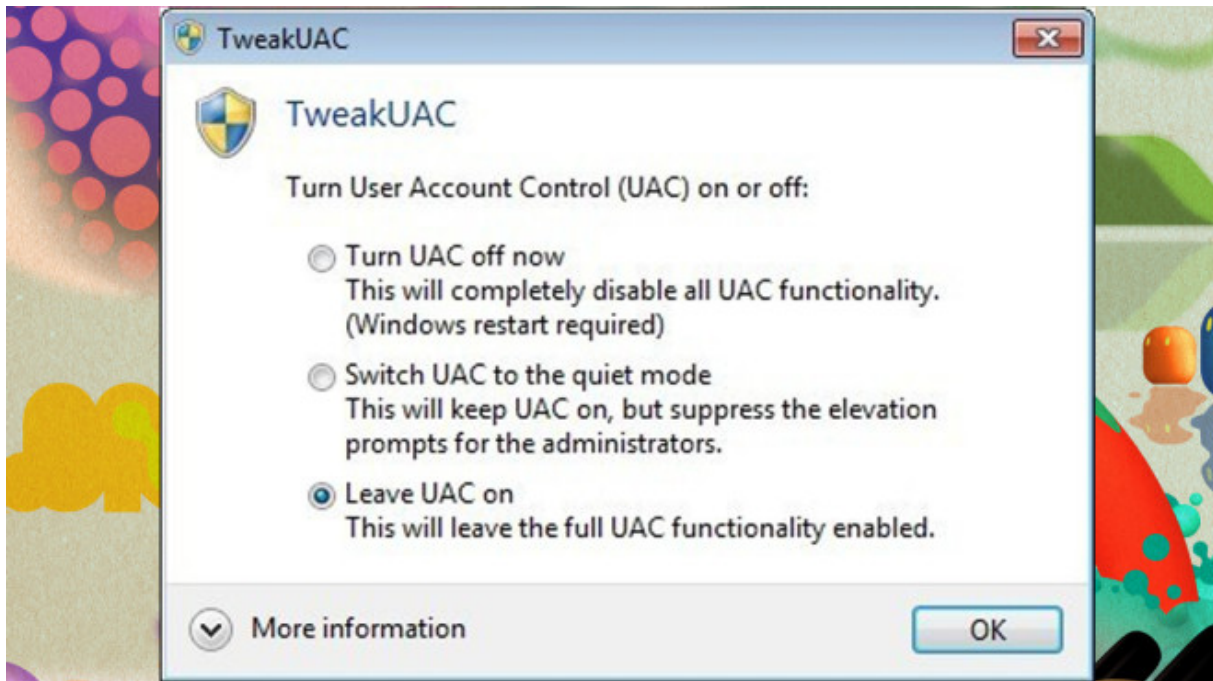 TweakUAC
TweakUAC
Turn User Account Control (UAC) on or off:
Turn UAC off now
This will completely disable all UAC functionality.
(Windows restart required)
Switch UAC to the quiet mode
This will keep UAC on, but suppress the elevation
prompts for the administrators.
Leave UAC on
This will leave the full UAC functionality enabled.
More information
OK